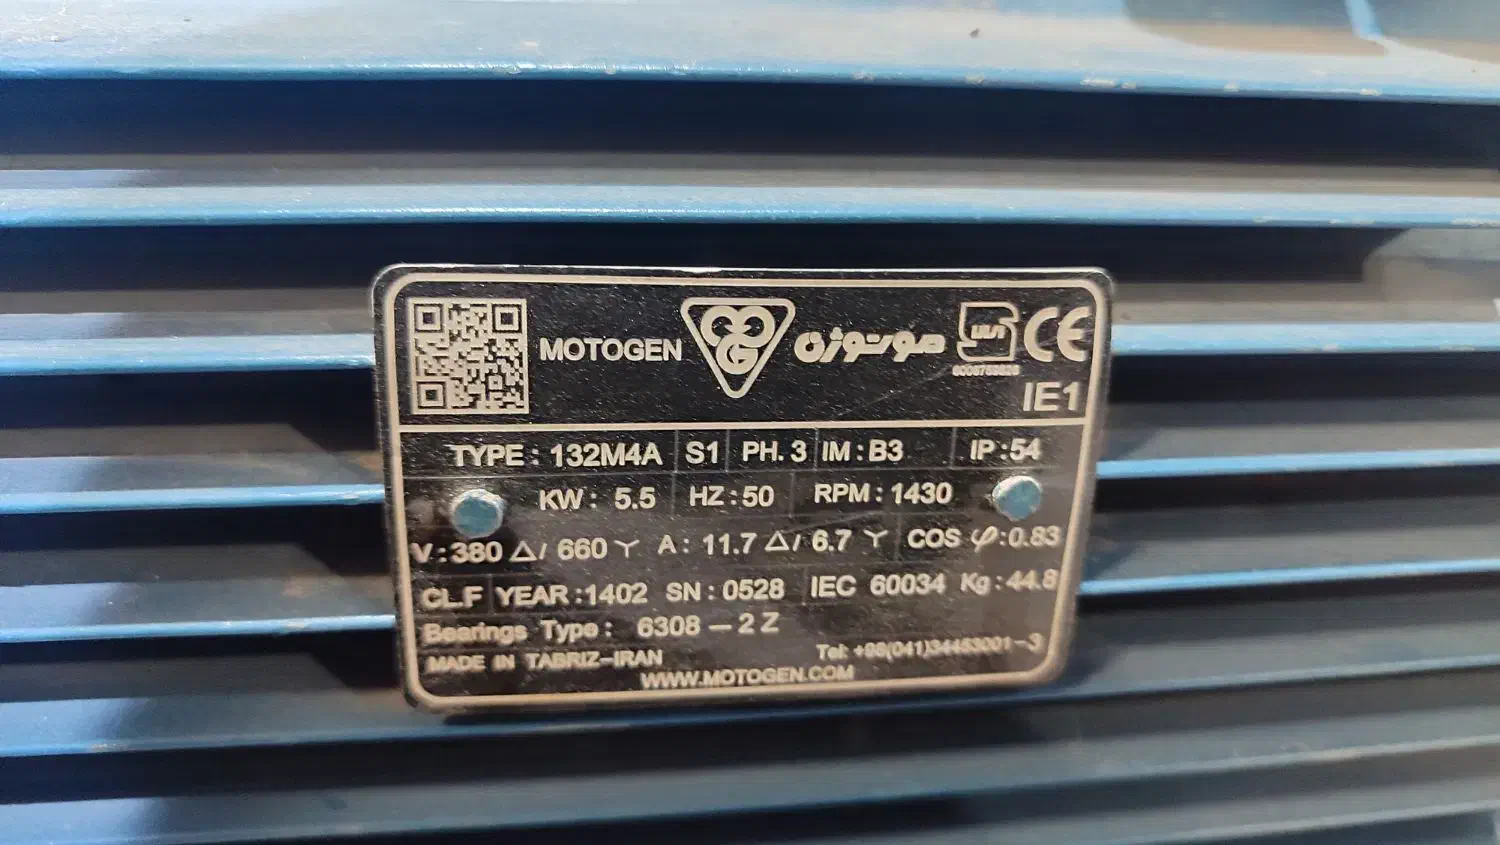 MOTOGEN موتوژن CE
IE1
TYPE: 132M4A S1 PH. 3 IM: B3 IP:54
KW: 5.5 HZ:50 RPM:1430
V:380 △/ 660 Y A: 11.7 △/ 6.7 Y COS φ:0.83
CL.F YEAR:1402 SN:0528 IEC 60034 Kg:44.8
Bearings Type: 6308-2Z
MADE IN TABRIZ-IRAN Tel: +98(041)34453001-3
WWW.MOTOGEN.COM